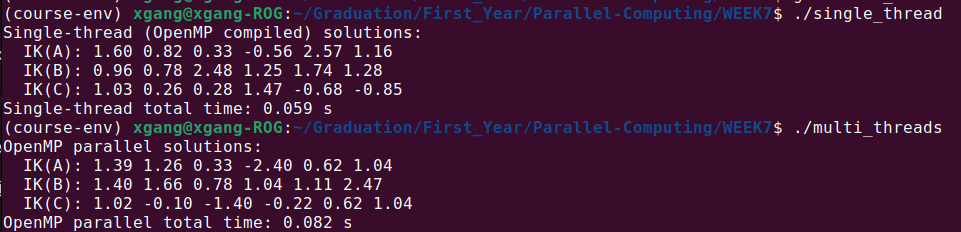 (course-env) xgang@xgang-ROG:~/Graduation/First_Year/Parallel-Computing/WEEK7$ ./single_thread
Single-thread (OpenMP compiled) solutions:
  IK(A): 1.60 0.82 0.33 -0.56 2.57 1.16
  IK(B): 0.96 0.78 2.48 1.25 1.74 1.28
  IK(C): 1.03 0.26 0.28 1.47 -0.68 -0.85
Single-thread total time: 0.059 s
(course-env) xgang@xgang-ROG:~/Graduation/First_Year/Parallel-Computing/WEEK7$ ./multi_threads
OpenMP parallel solutions:
  IK(A): 1.39 1.26 0.33 -2.40 0.62 1.04
  IK(B): 1.40 1.66 0.78 1.04 1.11 2.47
  IK(C): 1.02 -0.10 -1.40 -0.22 0.62 1.04
OpenMP parallel total time: 0.082 s